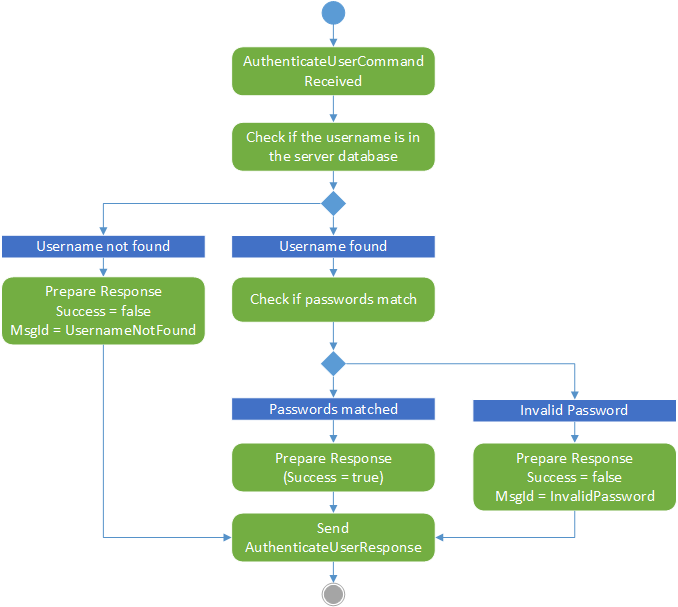 AuthenticateUserCommand
Received
Check if the username is in
the server database
Username not found
Username found
Prepare Response
Success = false
MsgId = UsernameNotFound
Check if passwords match
Passwords matched
Invalid Password
Prepare Response
(Success = true)
Prepare Response
Success = false
MsgId = InvalidPassword
Send
AuthenticateUserResponse